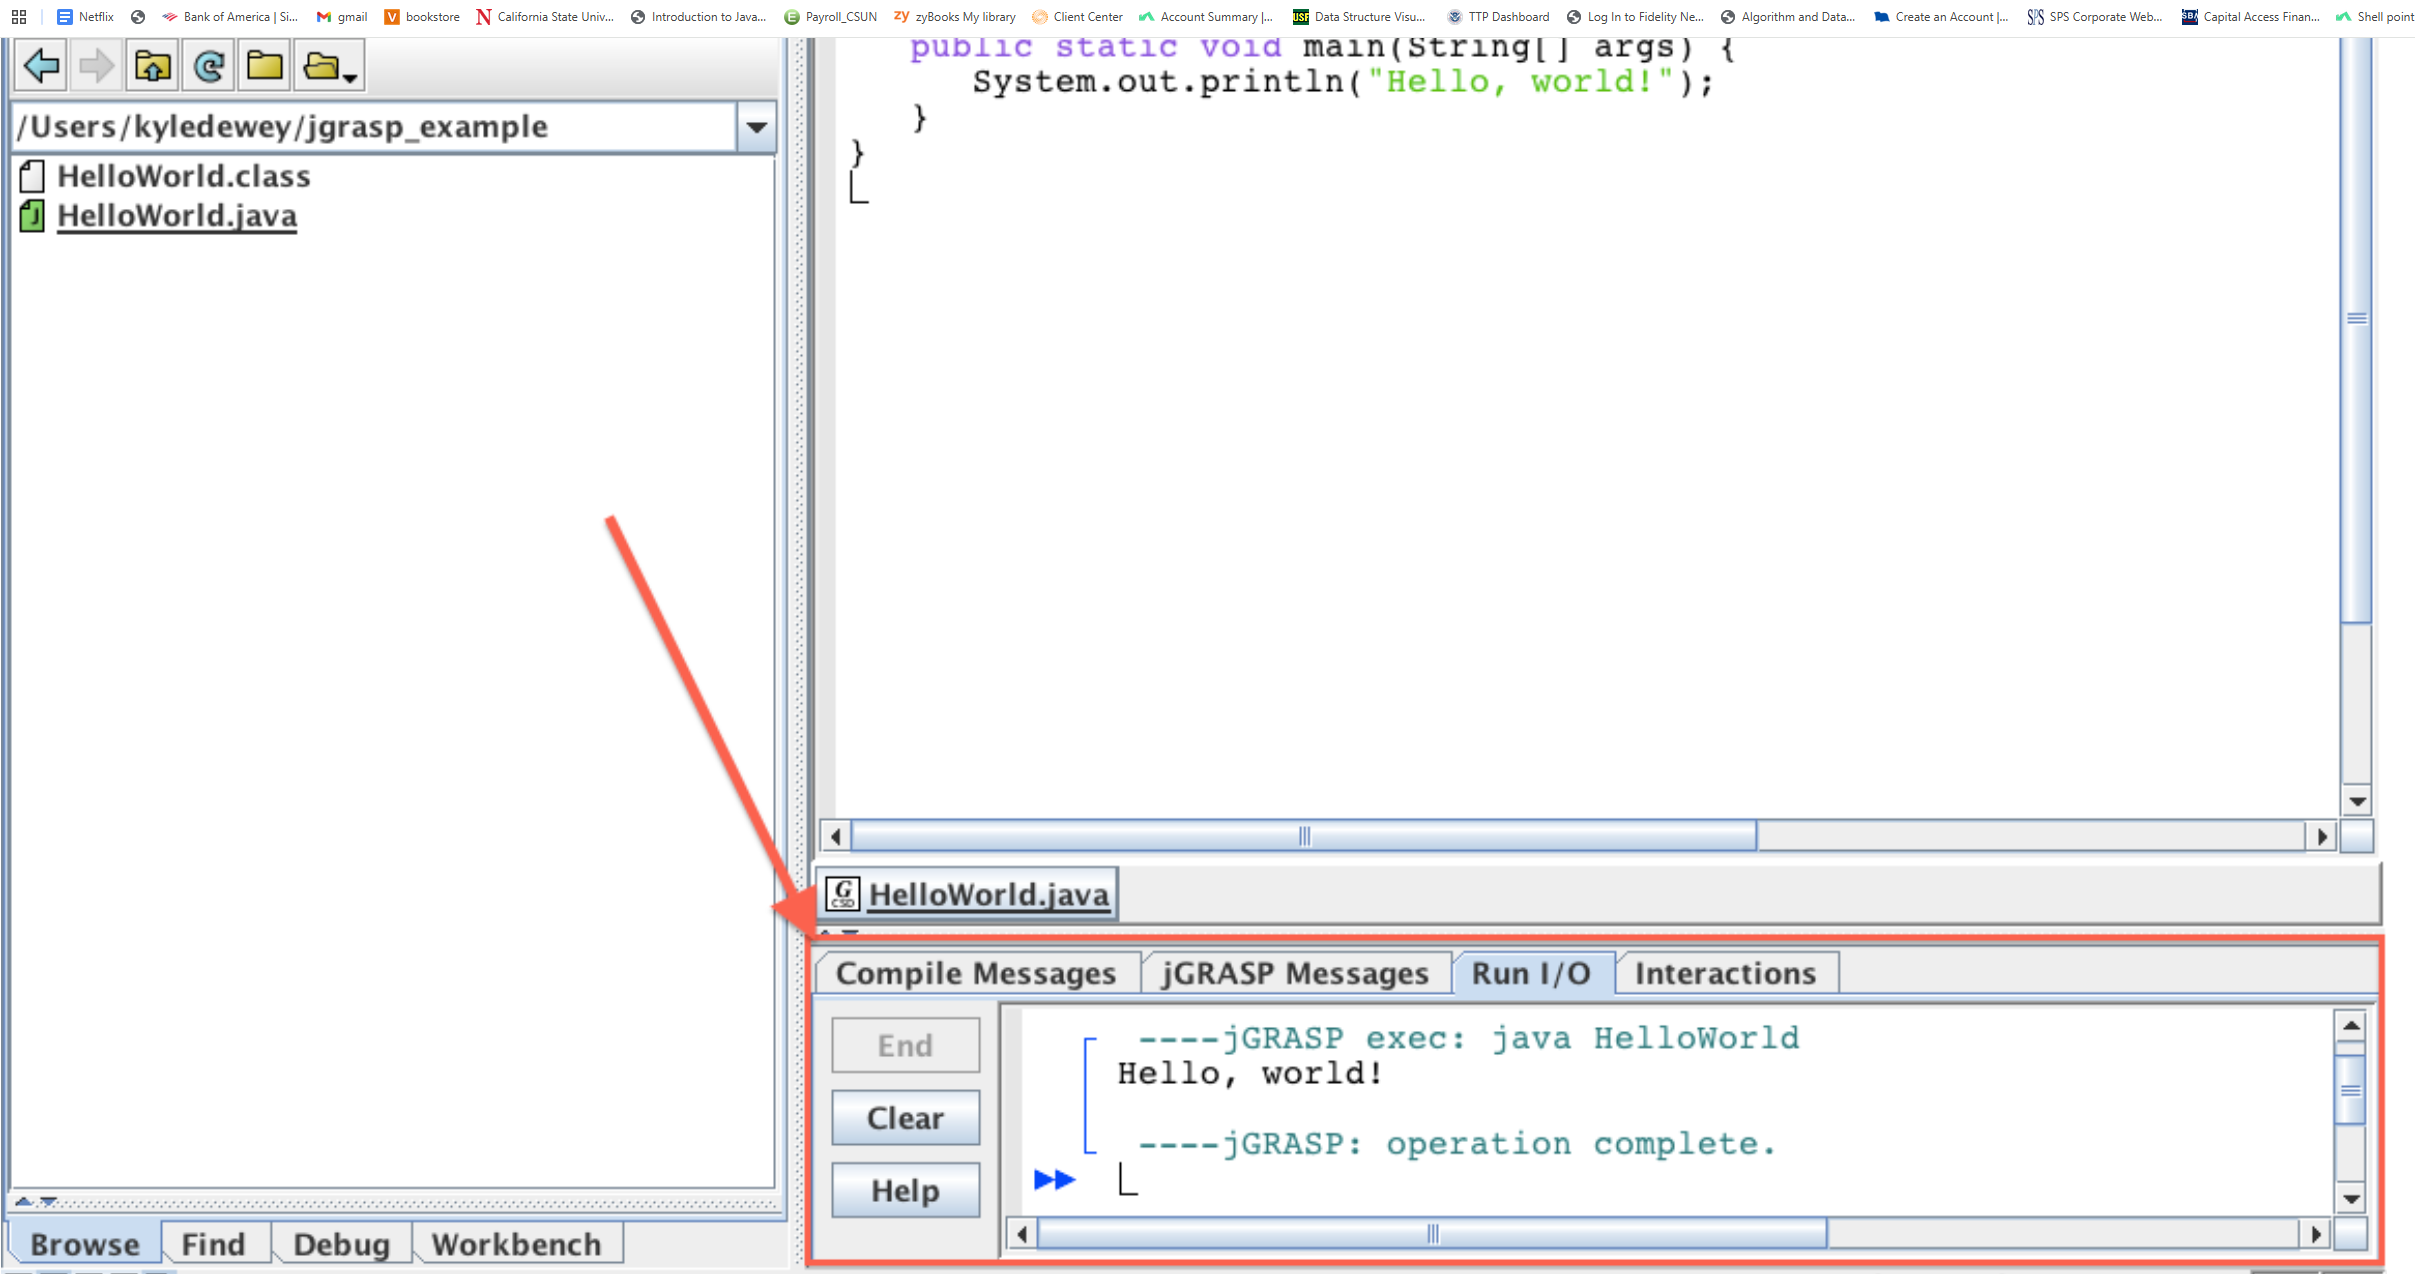 Netflix Bank of America | Si... gmail bookstore California State Univ... Introduction to Java... Payroll_CSUN zyBooks My library Client Center Account Summary |... Data Structure Visu... TTP Dashboard Log In to Fidelity Ne... Algorithm and Data... Create an Account |... SPS Corporate Web... Capital Access Finan... Shell point
/Users/kyledewey/jgrasp_example
HelloWorld.class
HelloWorld.java
Browse Find Debug Workbench
public static void main(String[] args) {
System.out.println("Hello, world!");
}
}
HelloWorld.java
Compile Messages jGRASP Messages Run I/O Interactions
End
Clear
Help
----jGRASP exec: java HelloWorld
Hello, world!
----jGRASP: operation complete.